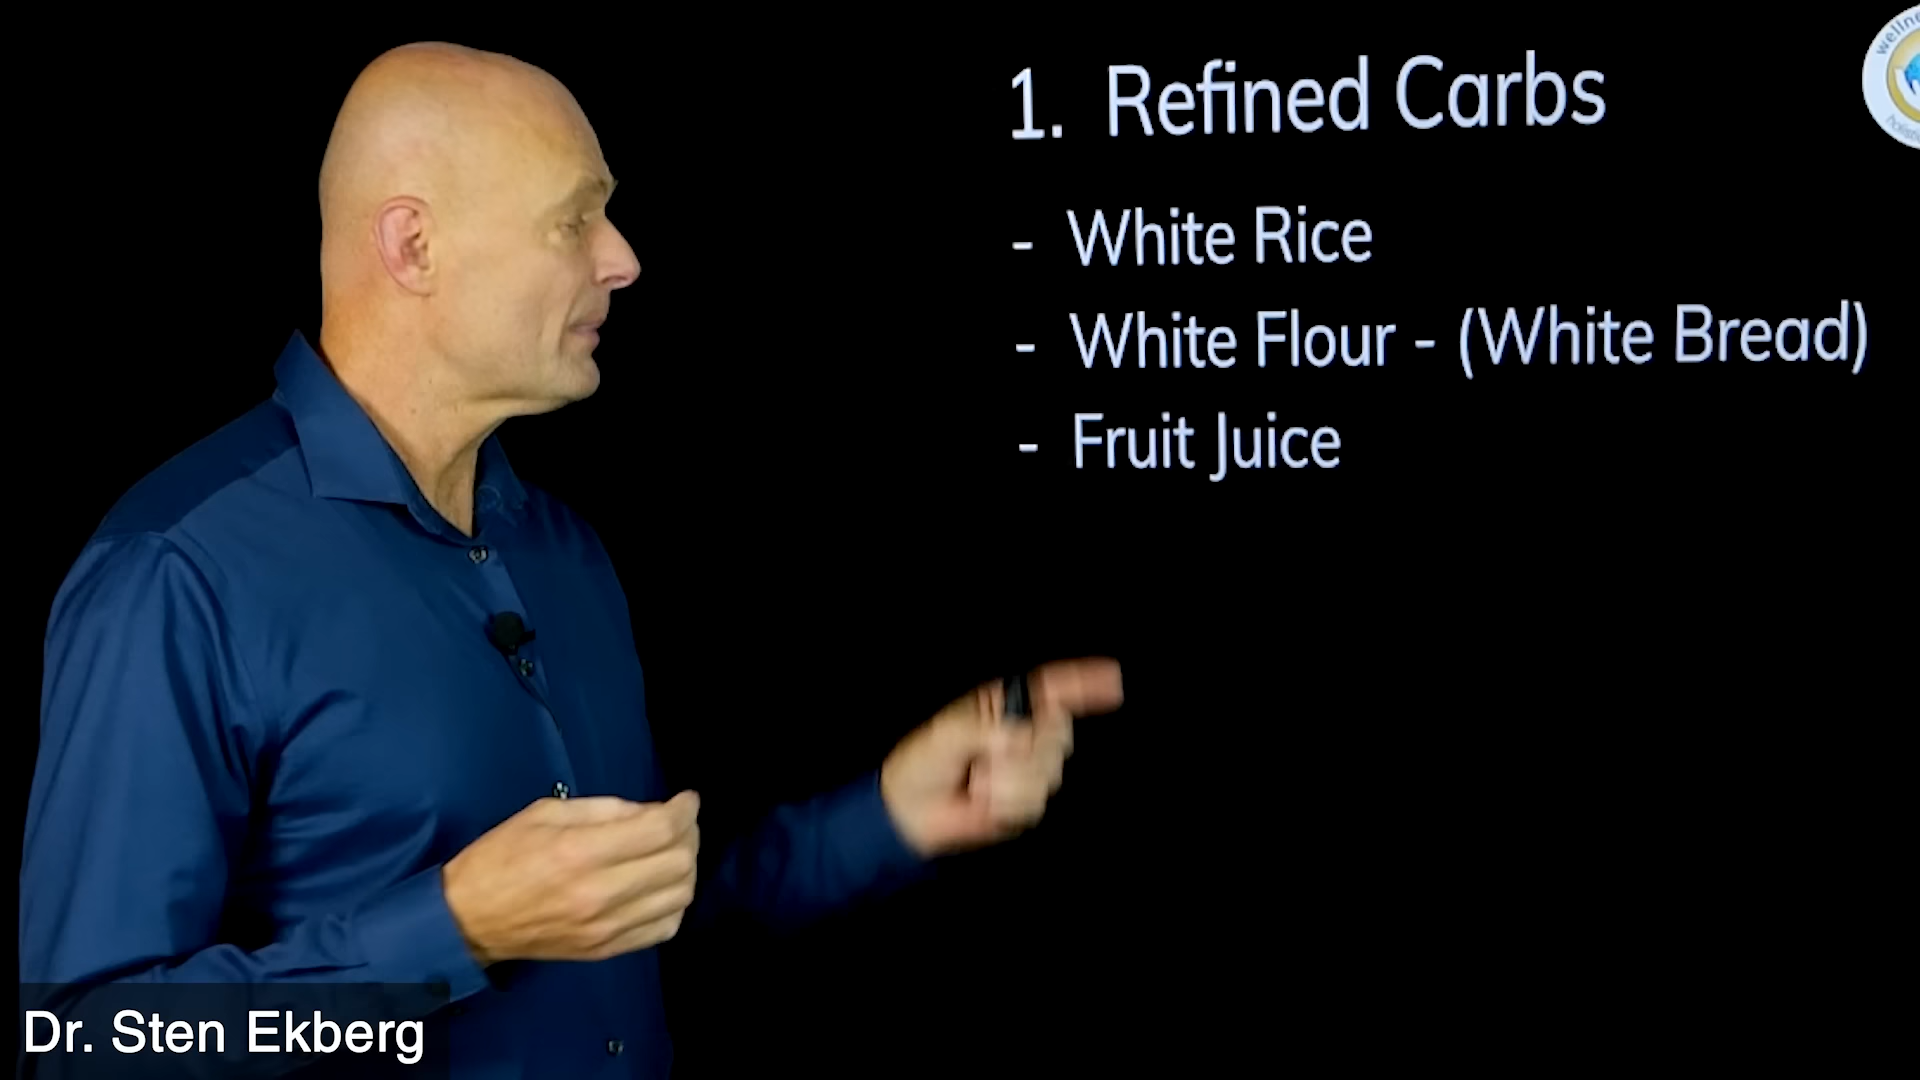 1. Refined Carbs
- White Rice
- White Flour - (White Bread)
- Fruit Juice
Dr. Sten Ekberg